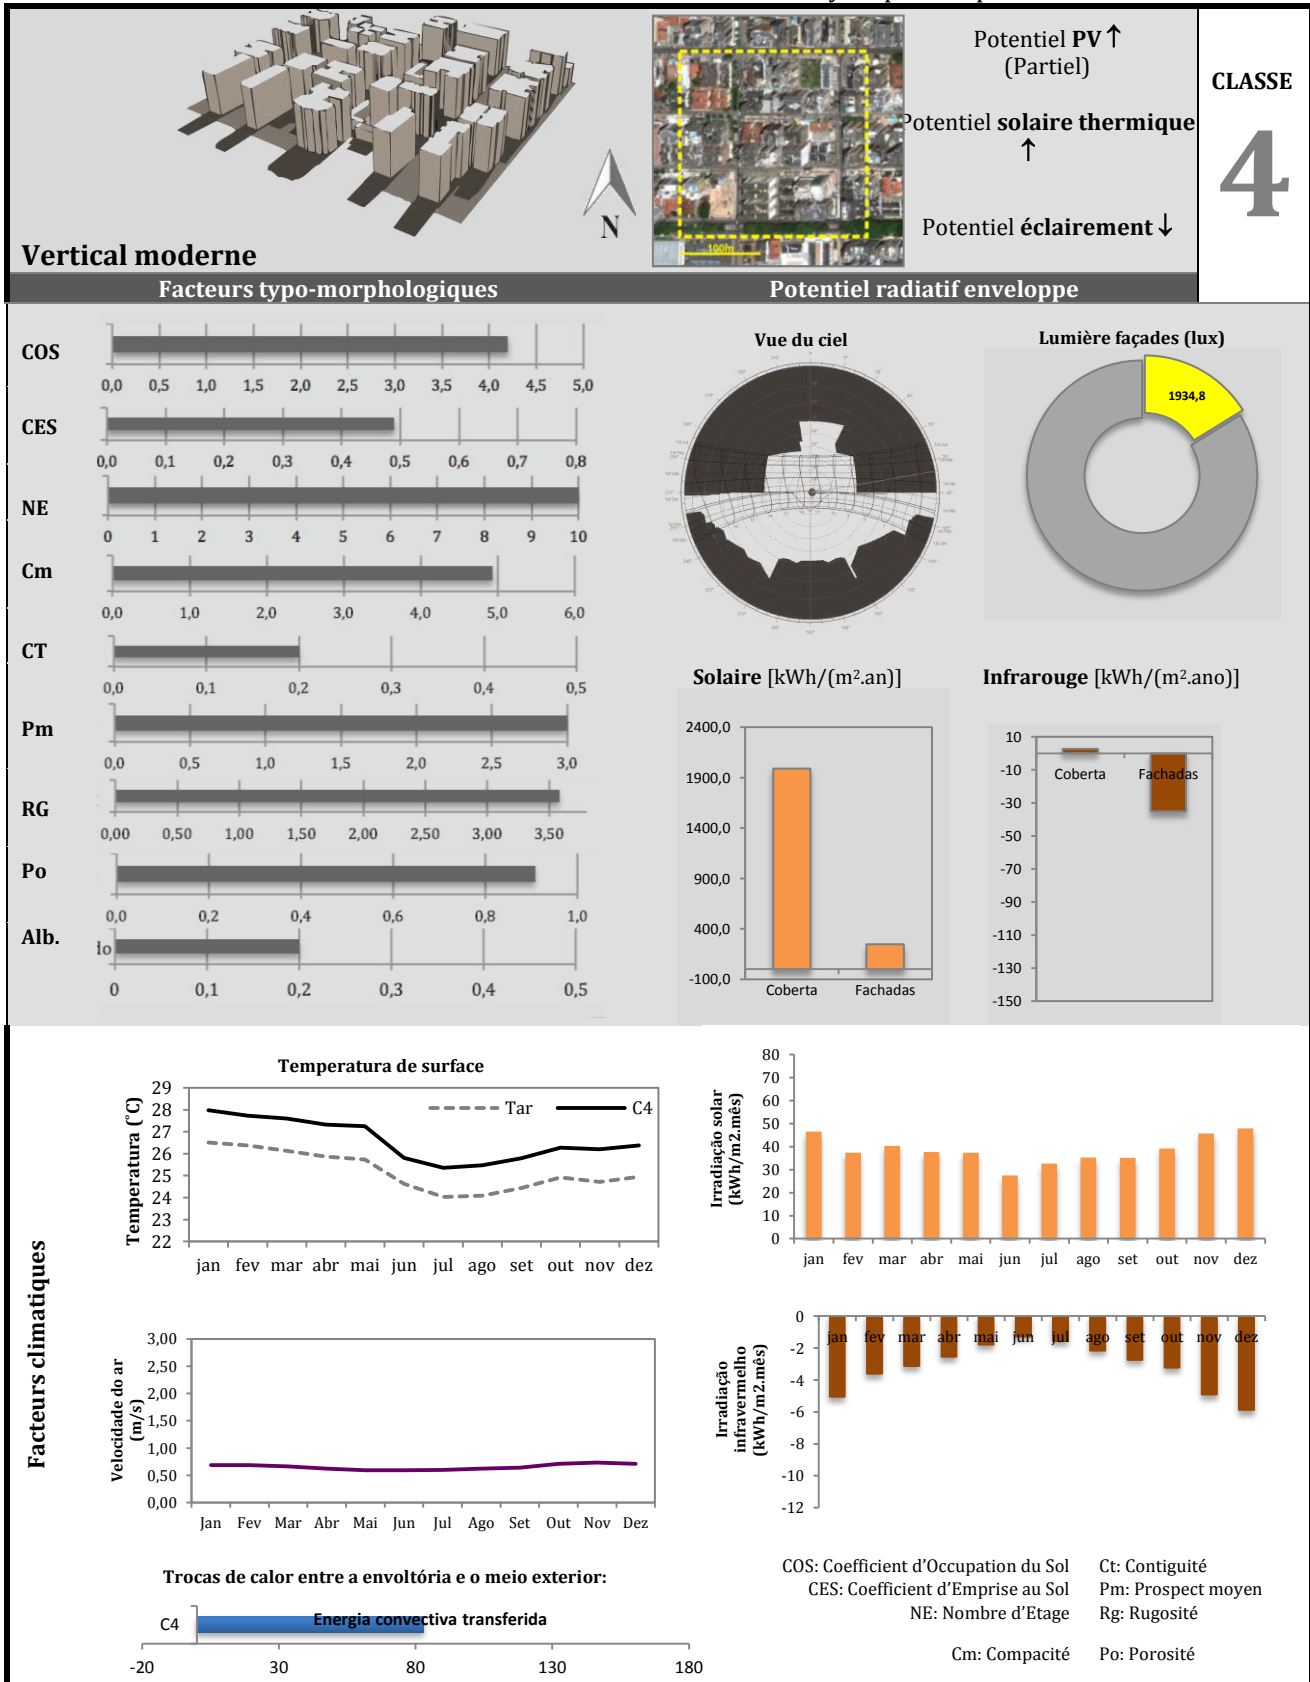 Potentiel PV ↑
(Partiel)
Potentiel solaire thermique
↑
Potentiel éclairement ↓
CLASSE
4
N
100m
Vertical moderne
Facteurs typo-morphologiques
Potentiel radiatif enveloppe
COS
0,0 0,5 1,0 1,5 2,0 2,5 3,0 3,5 4,0 4,5 5,0
CES
0,0 0,1 0,2 0,3 0,4 0,5 0,6 0,7 0,8
NE
0 1 2 3 4 5 6 7 8 9 10
Cm
0,0 1,0 2,0 3,0 4,0 5,0 6,0
CT
0,0 0,1 0,2 0,3 0,4 0,5
Pm
0,0 0,5 1,0 1,5 2,0 2,5 3,0
RG
0,00 0,50 1,00 1,50 2,00 2,50 3,00 3,50
Po
0,0 0,2 0,4 0,6 0,8 1,0
Alb.
do
0 0,1 0,2 0,3 0,4 0,5
Vue du ciel
Lumière façades (lux)
1934,8
Solaire [kWh/(m².an)]
2400,0
1900,0
1400,0
900,0
400,0
-100,0
Coberta Fachadas
Infrarouge [kWh/(m².ano)]
10
-10
-30
-50
-70
-90
-110
-130
-150
Coberta Fachadas
Facteurs climatiques
Temperatura de surface
Temperatura (˚C)
29
28
27
26
25
24
23
22
Tar C4
jan fev mar abr mai jun jul ago set out nov dez
Irradiação solar
(kWh/m2.mês)
80
70
60
50
40
30
20
10
0
jan fev mar abr mai jun jul ago set out nov dez
Velocidade do ar
(m/s)
3,00
2,50
2,00
1,50
1,00
0,50
0,00
Jan Fev Mar Abr Mai Jun Jul Ago Set Out Nov Dez
Irradiação
infravermelho
(kWh/m2.mês)
0
-2
-4
-6
-8
-10
-12
jan fev mar abr mai jun jul ago set out nov dez
Trocas de calor entre a envoltória e o meio exterior:
C4
Energia convectiva transferida
-20 30 80 130 180
COS: Coefficient d'Occupation du Sol Ct: Contiguité
CES: Coefficient d'Emprise au Sol Pm: Prospect moyen
NE: Nombre d'Etage Rg: Rugosité
Cm: Compacité Po: Porosité